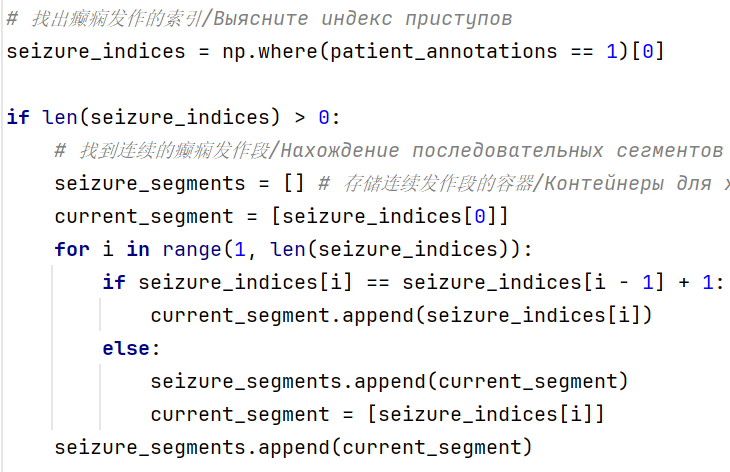 # 找出癫痫发作的索引/Выясните индекс приступов
seizure_indices = np.where(patient_annotations == 1)[0]
if len(seizure_indices) > 0:
# 找到连续的癫痫发作段/Нахождение последовательных сегментов
seizure_segments = [] # 存储连续发作段的容器/Контейнеры для
current_segment = [seizure_indices[0]]
for i in range(1, len(seizure_indices)):
if seizure_indices[i] == seizure_indices[i - 1] + 1:
current_segment.append(seizure_indices[i])
else:
seizure_segments.append(current_segment)
current_segment = [seizure_indices[i]]
seizure_segments.append(current_segment)